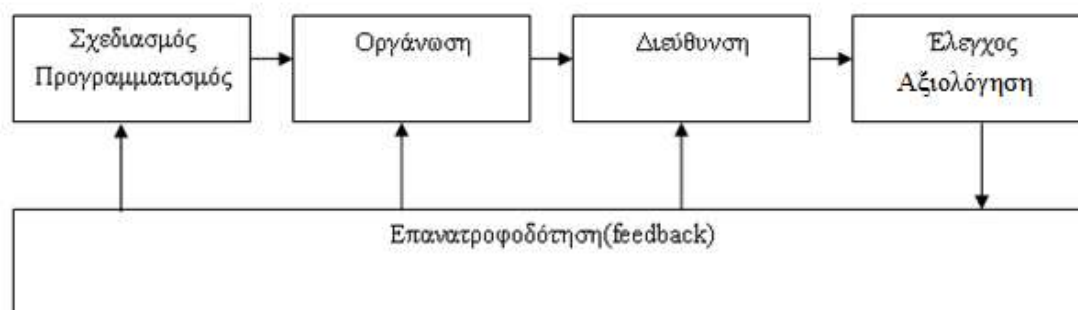 Σχεδιασμός
Προγραμματισμός
Οργάνωση
Διεύθυνση
Έλεγχος
Αξιολόγηση
Επανατροφοδότηση(feedback)